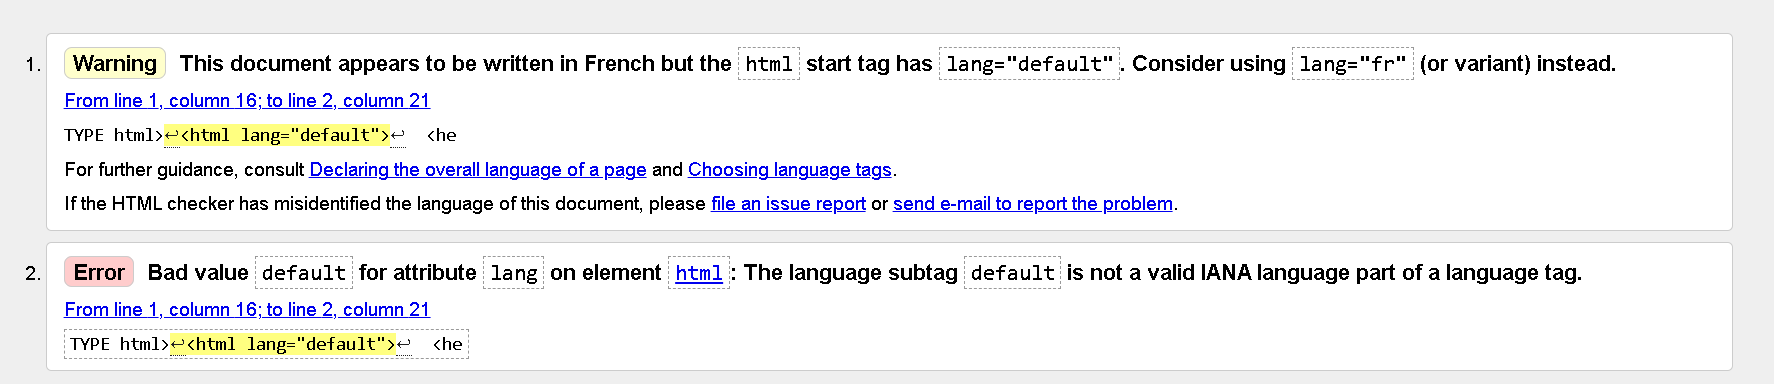 1. Warning This document appears to be written in French but the html start tag has lang="default". Consider using lang="fr" (or variant) instead.
From line 1, column 16; to line 2, column 21
TYPE html>↩<html lang="default">↩  <he
For further guidance, consult Declaring the overall language of a page and Choosing language tags.
If the HTML checker has misidentified the language of this document, please file an issue report or send e-mail to report the problem.
2. Error Bad value default for attribute lang on element html: The language subtag default is not a valid IANA language part of a language tag.
From line 1, column 16; to line 2, column 21
TYPE html>↩<html lang="default">↩  <he